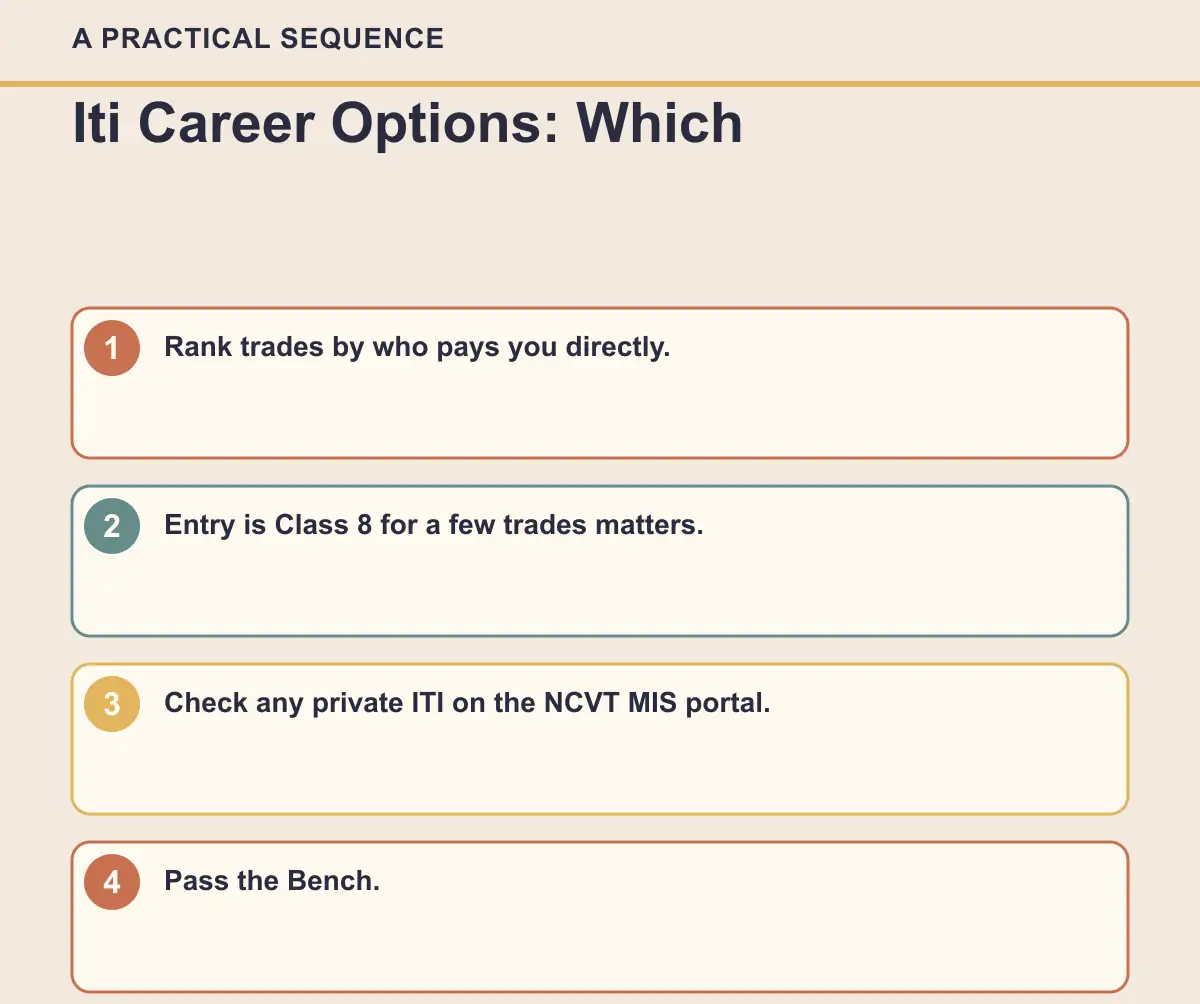 A PRACTICAL SEQUENCE
Iti Career Options: Which
1 Rank trades by who pays you directly.
2 Entry is Class 8 for a few trades matters.
3 Check any private ITI on the NCVT MIS portal.
4 Pass the Bench.